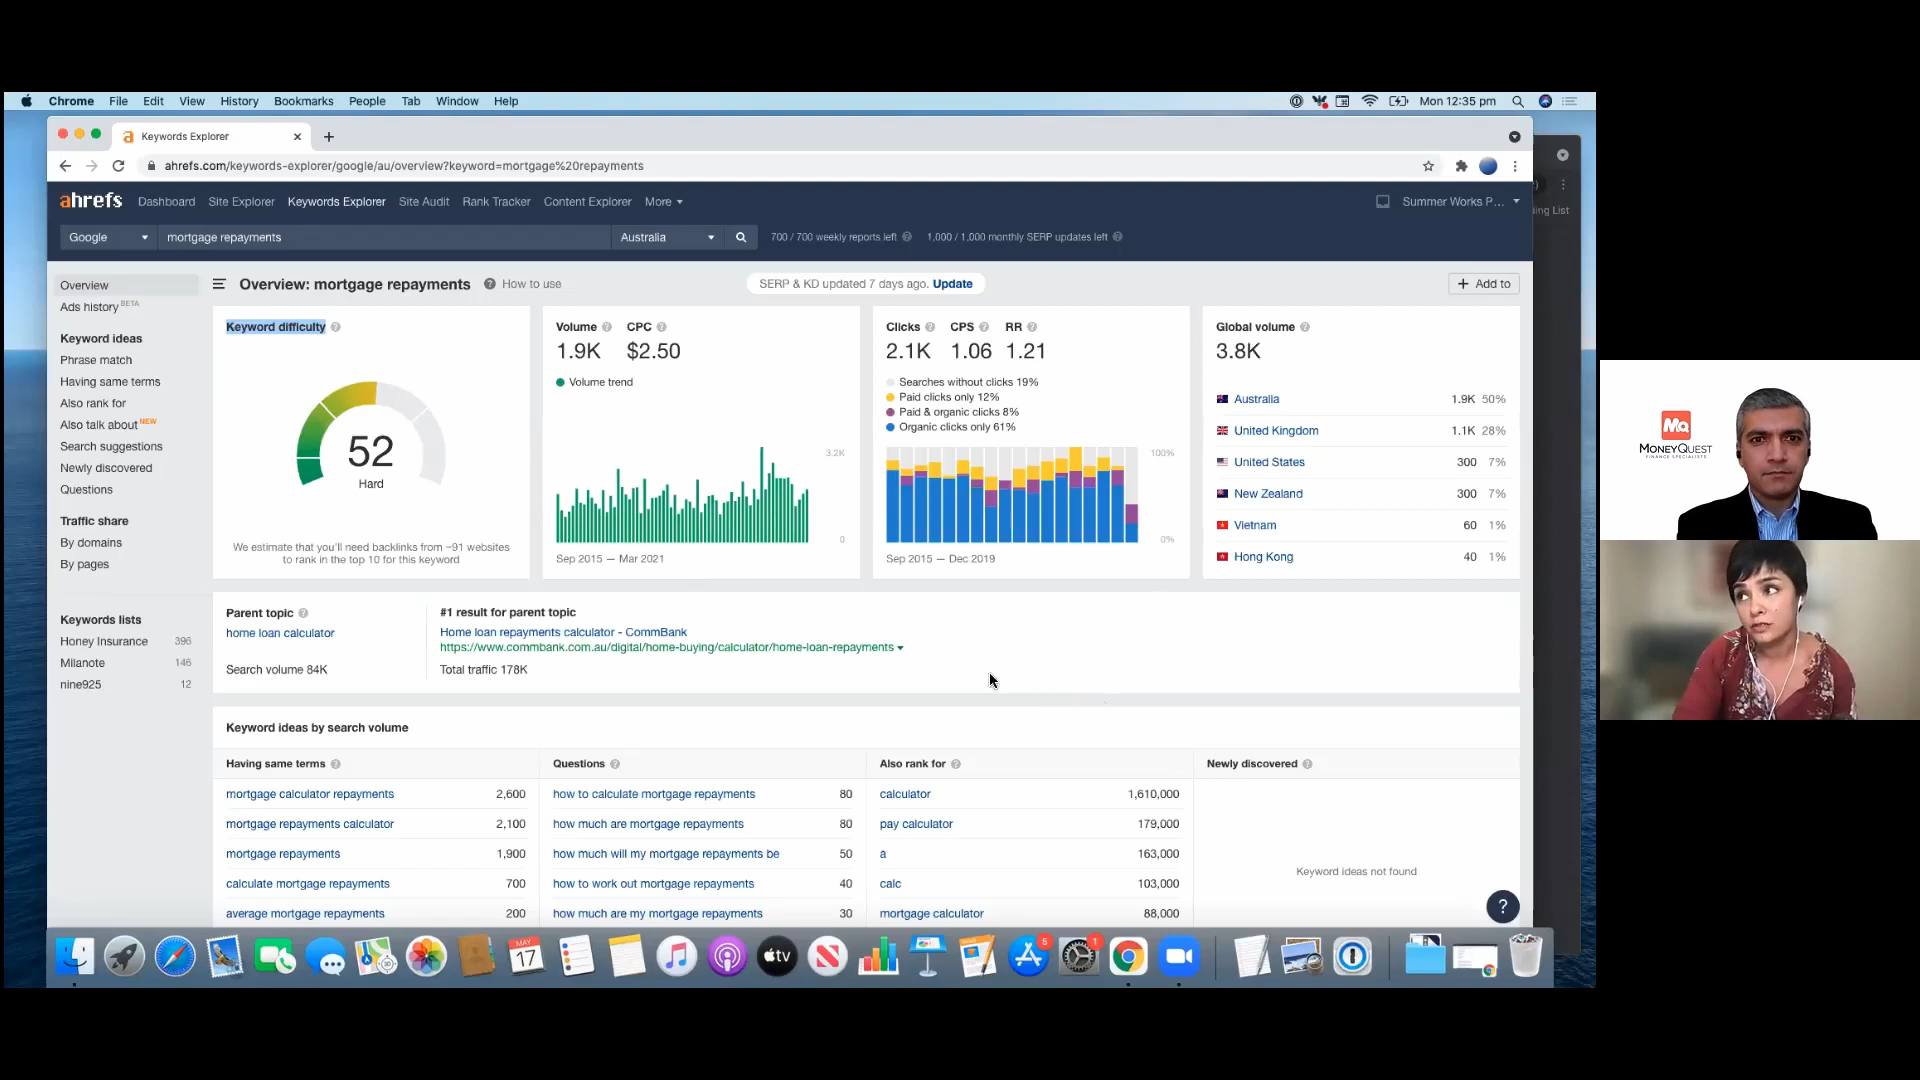 Chrome File Edit View History Bookmarks People Tab Window Help
Mon 12:35 pm
Keywords Explorer
ahrefs.com/keywords-explorer/google/au/overview?keyword=mortgage%20repayments
ahrefs Dashboard Site Explorer Keywords Explorer Site Audit Rank Tracker Content Explorer More
Summer Works P...
Google mortgage repayments Australia
700 / 700 weekly reports left 1,000 / 1,000 monthly SERP updates left
ing List
Overview
Ads history BETA
Keyword ideas
Phrase match
Having same terms
Also rank for
Also talk about NEW
Search suggestions
Newly discovered
Questions
Traffic share
By domains
By pages
Keywords lists
Honey Insurance 396
Milanote 146
nine925 12
Overview: mortgage repayments ? How to use
SERP & KD updated 7 days ago. Update
+ Add to
Keyword difficulty ?
52
Hard
We estimate that you'll need backlinks from ~91 websites
to rank in the top 10 for this keyword
Volume ? CPC ?
1.9K $2.50
Volume trend
3.2K
0
Sep 2015 — Mar 2021
Clicks ? CPS ? RR ?
2.1K 1.06 1.21
Searches without clicks 19%
Paid clicks only 12%
Paid & organic clicks 8%
Organic clicks only 61%
100%
0%
Sep 2015 — Dec 2019
Global volume ?
3.8K
Australia 1.9K 50%
United Kingdom 1.1K 28%
United States 300 7%
New Zealand 300 7%
Vietnam 60 1%
Hong Kong 40 1%
Parent topic ?
home loan calculator
Search volume 84K
#1 result for parent topic
Home loan repayments calculator - CommBank
https://www.commbank.com.au/digital/home-buying/calculator/home-loan-repayments
Total traffic 178K
Keyword ideas by search volume
Having same terms ?
mortgage calculator repayments 2,600
mortgage repayments calculator 2,100
mortgage repayments 1,900
calculate mortgage repayments 700
average mortgage repayments 200
Questions ?
how to calculate mortgage repayments 80
how much are mortgage repayments 80
how much will my mortgage repayments be 50
how to work out mortgage repayments 40
how much are my mortgage repayments 30
Also rank for ?
calculator 1,610,000
pay calculator 179,000
a 163,000
calc 103,000
mortgage calculator 88,000
Newly discovered ?
Keyword ideas not found
?
MAY
17
tv
5
1
MQ
MONEYQUEST
FINANCE SPECIALISTS